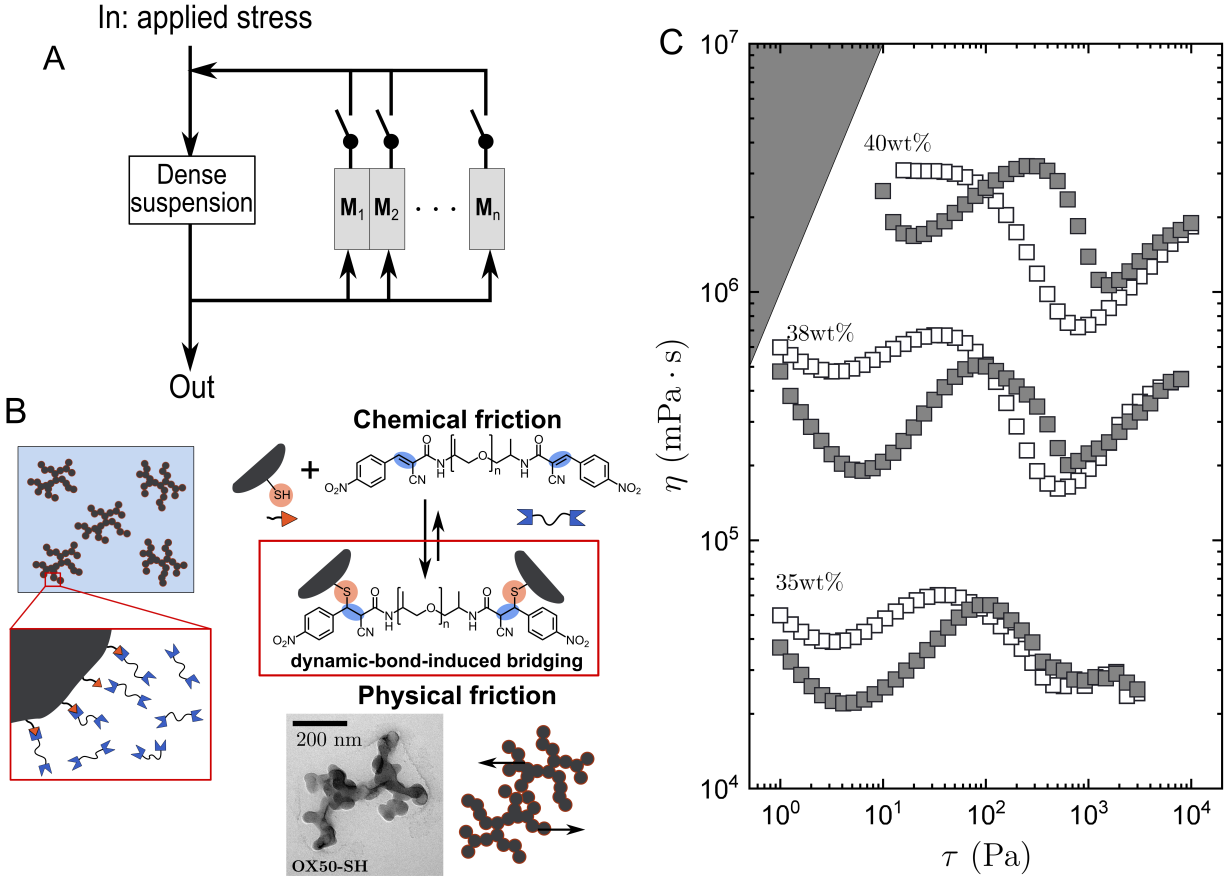 In: applied stress
A
Dense
suspension
M1 M2 · · · Mn
Out
B
Chemical friction
SH
+
NO2
CN
O
N
H
O
n
N
H
O
CN
NO2
S
S
NO2
CN
O
N
H
O
n
N
H
O
CN
NO2
dynamic-bond-induced bridging
Physical friction
200 nm
OX50-SH
C
10^7
10^6
10^5
10^4
η (mPa · s)
40wt%
38wt%
35wt%
10^0 10^1 10^2 10^3 10^4
τ (Pa)